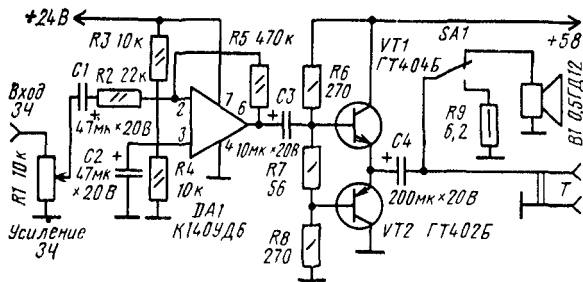 +24В
R3 10к
R5 470к
VT1
ГТ404Б
SA1
+5В
Вход
ЗЧ
C1
R2 22к
47мк×20В
2
3
7
6
4
C3
10мк×20В
R6
270
R7
56
C4
200мк×20В
R9
6,2
В1 0,5ГД12
R1 10к
C2
47мк
×20В
R4
10к
DA1
К140УД6
R8
270
VT2 ГТ402Б
Т
Усиление
ЗЧ